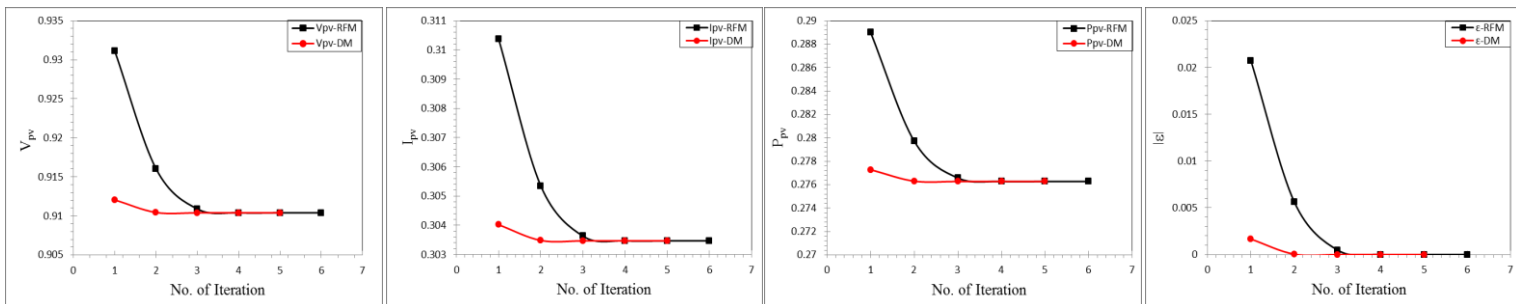 0.935
0.93
0.925
0.92
0.915
0.91
0.905
V_pv
0 1 2 3 4 5 6 7
No. of Iteration
Vpv-RFM
Vpv-DM
0.311
0.31
0.309
0.308
0.307
0.306
0.305
0.304
0.303
I_pv
0 1 2 3 4 5 6 7
No. of Iteration
Ipv-RFM
Ipv-DM
0.29
0.288
0.286
0.284
0.282
0.28
0.278
0.276
0.274
0.272
0.27
P_pv
0 1 2 3 4 5 6 7
No. of Iteration
Ppv-RFM
Ppv-DM
0.025
0.02
0.015
0.01
0.005
0
|ε|
0 1 2 3 4 5 6 7
No. of Iteration
ε-RFM
ε-DM